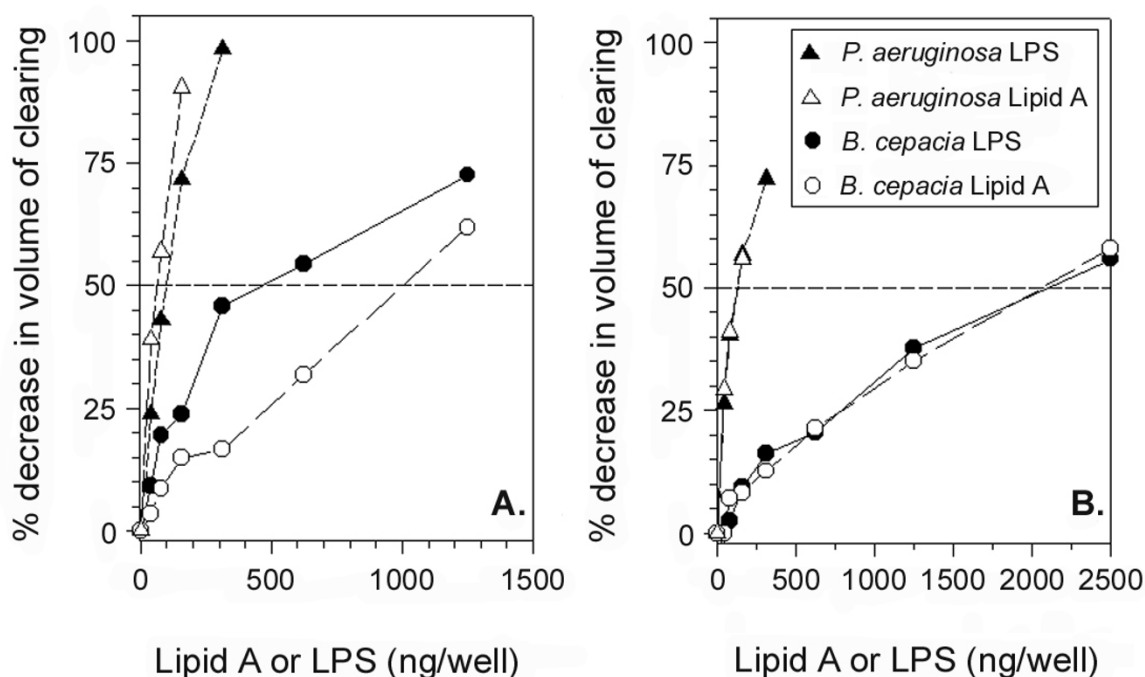 % decrease in volume of clearing
100
75
50
25
0
A.
0 500 1000 1500
Lipid A or LPS (ng/well)
% decrease in volume of clearing
100
75
50
25
0
P. aeruginosa LPS
P. aeruginosa Lipid A
B. cepacia LPS
B. cepacia Lipid A
B.
0 500 1000 1500 2000 2500
Lipid A or LPS (ng/well)